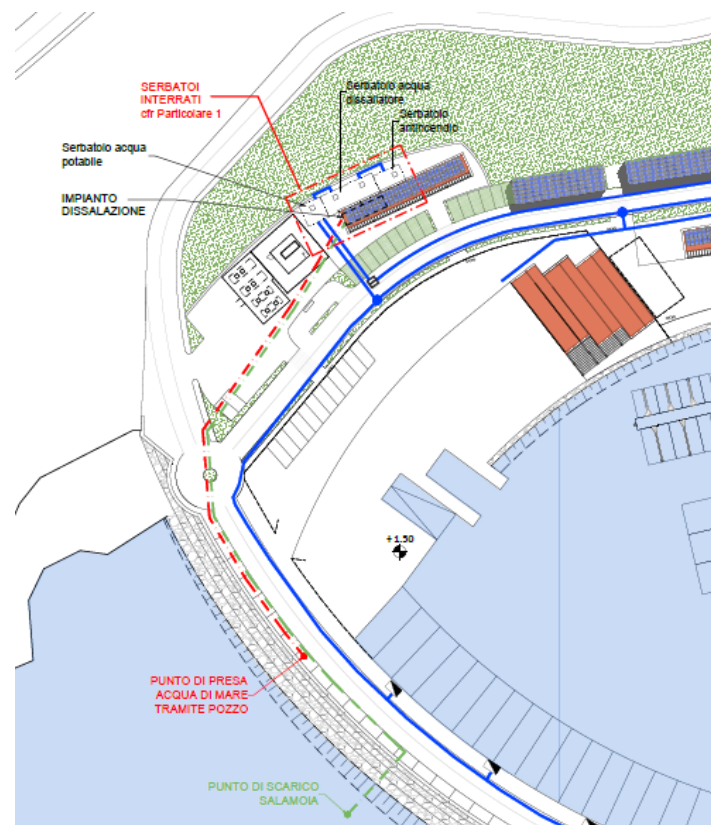 SERBATOI
INTERRATI
cfr Particolare 1
Serbatoio acqua
dissallatore
Serbatoio
antincendio
Serbatoio acqua
potabile
IMPIANTO
DISSALAZIONE
+1.50
PUNTO DI PRESA
ACQUA DI MARE
TRAMITE POZZO
PUNTO DI SCARICO
SALAMOIA